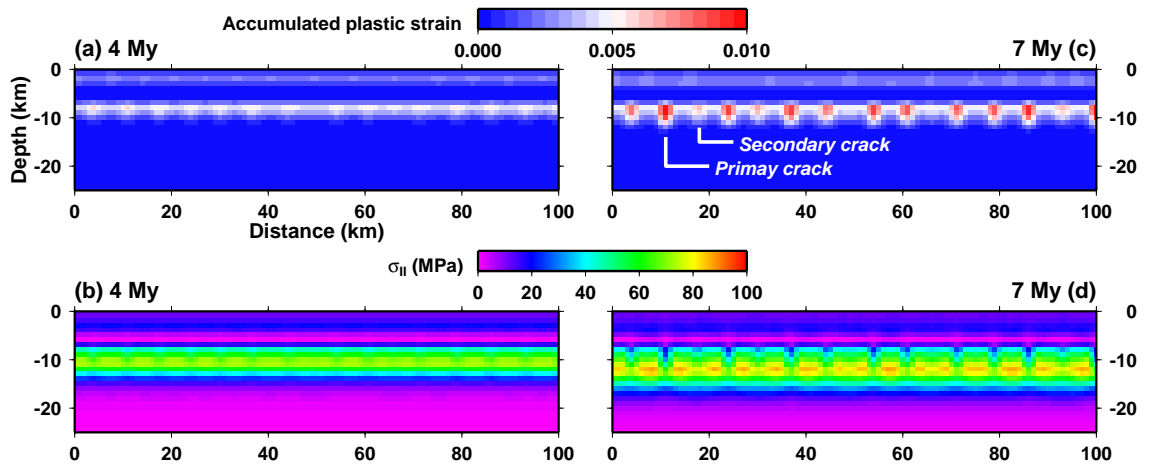 Accumulated plastic strain
0.000 0.005 0.010
(a) 4 My
7 My (c)
0
-10
-20
Depth (km)
0 20 40 60 80 100
Distance (km)
Secondary crack
Primay crack
0
-10
-20
0 20 40 60 80 100
σII (MPa)
0 20 40 60 80 100
(b) 4 My
7 My (d)
0
-10
-20
0 20 40 60 80 100
0
-10
-20
0 20 40 60 80 100